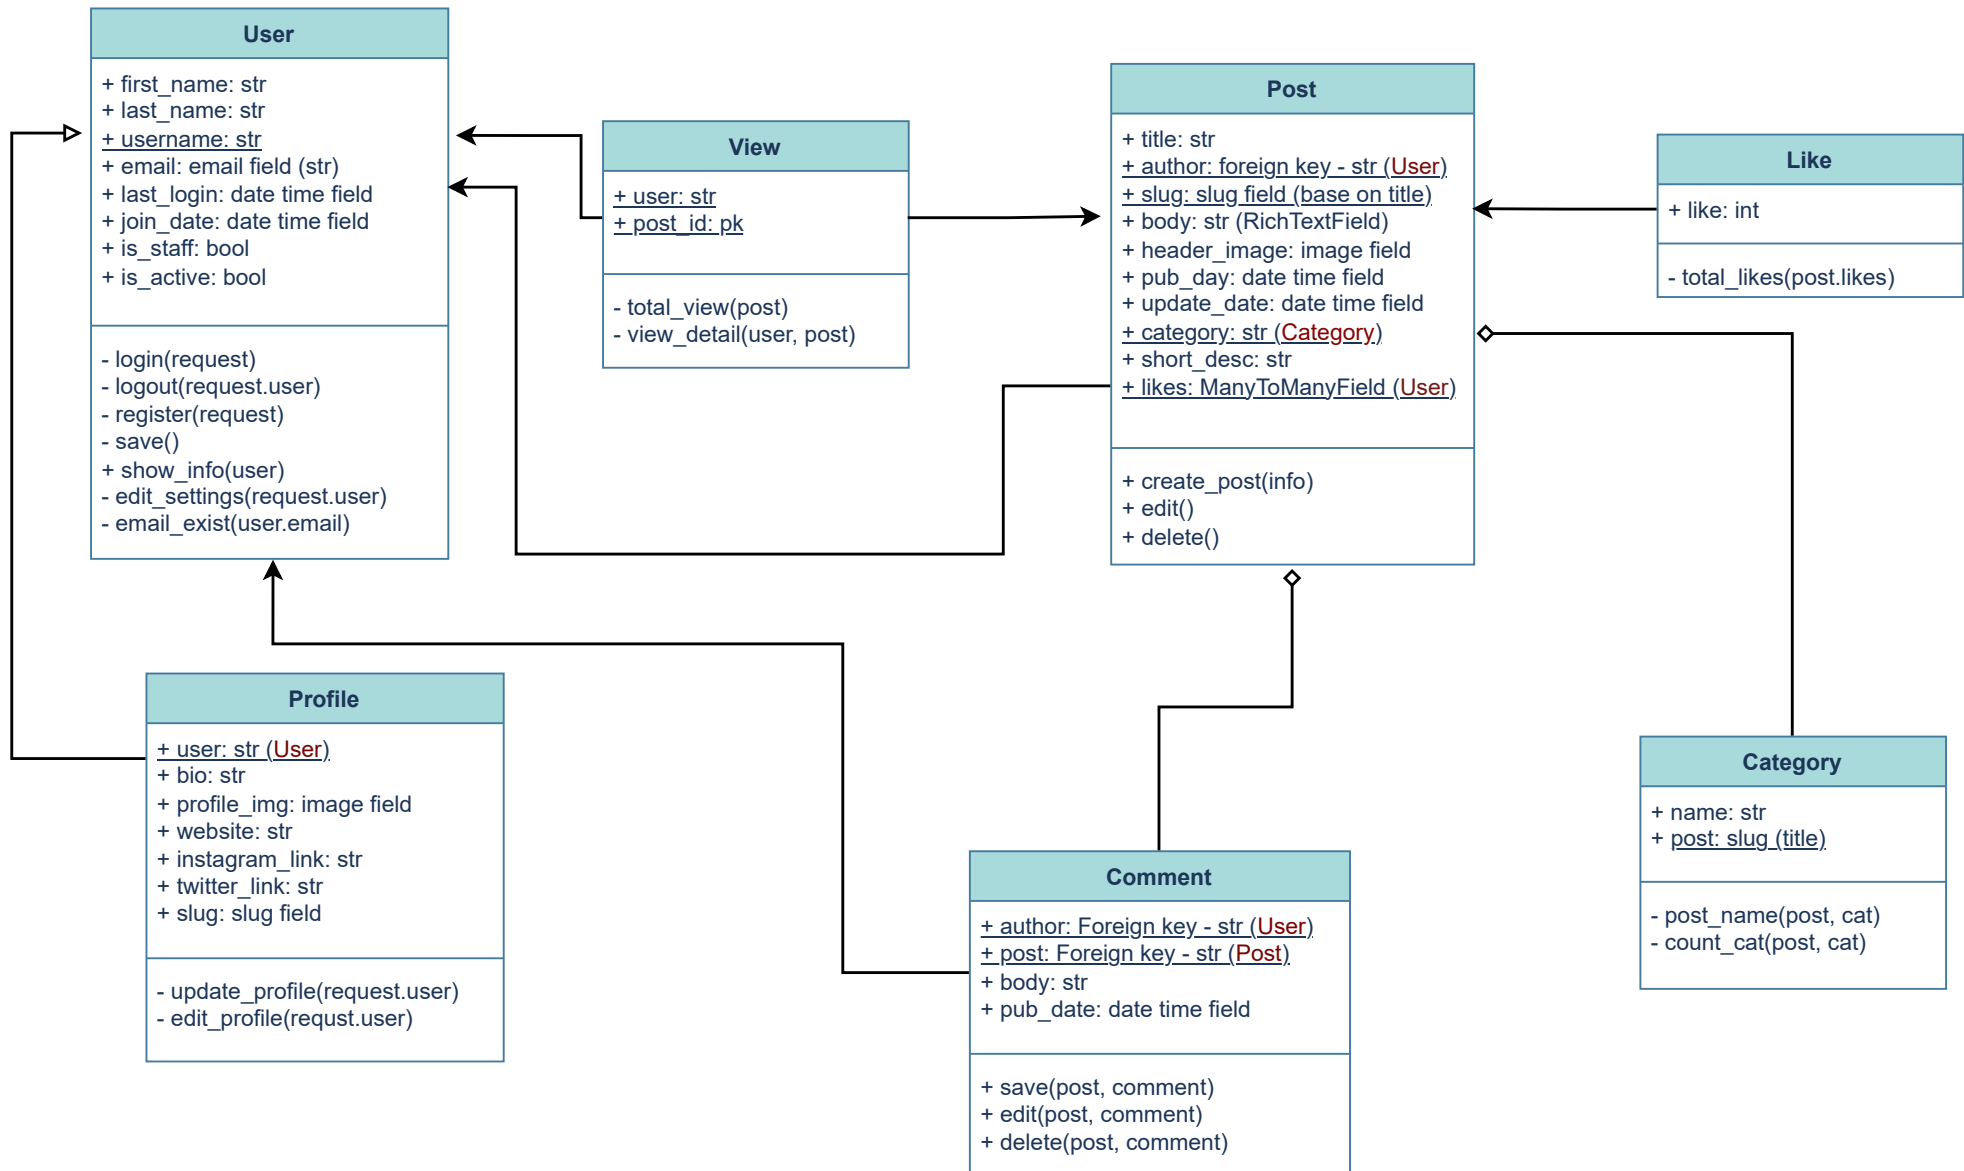 User
+ first_name: str
+ last_name: str
+ username: str
+ email: email field (str)
+ last_login: date time field
+ join_date: date time field
+ is_staff: bool
+ is_active: bool
- login(request)
- logout(request.user)
- register(request)
- save()
+ show_info(user)
- edit_settings(request.user)
- email_exist(user.email)
View
+ user: str
+ post_id: pk
- total_view(post)
- view_detail(user, post)
Post
+ title: str
+ author: foreign key - str (User)
+ slug: slug field (base on title)
+ body: str (RichTextField)
+ header_image: image field
+ pub_day: date time field
+ update_date: date time field
+ category: str (Category)
+ short_desc: str
+ likes: ManyToManyField (User)
+ create_post(info)
+ edit()
+ delete()
Like
+ like: int
- total_likes(post.likes)
Profile
+ user: str (User)
+ bio: str
+ profile_img: image field
+ website: str
+ instagram_link: str
+ twitter_link: str
+ slug: slug field
- update_profile(request.user)
- edit_profile(requst.user)
Comment
+ author: Foreign key - str (User)
+ post: Foreign key - str (Post)
+ body: str
+ pub_date: date time field
+ save(post, comment)
+ edit(post, comment)
+ delete(post, comment)
Category
+ name: str
+ post: slug (title)
- post_name(post, cat)
- count_cat(post, cat)